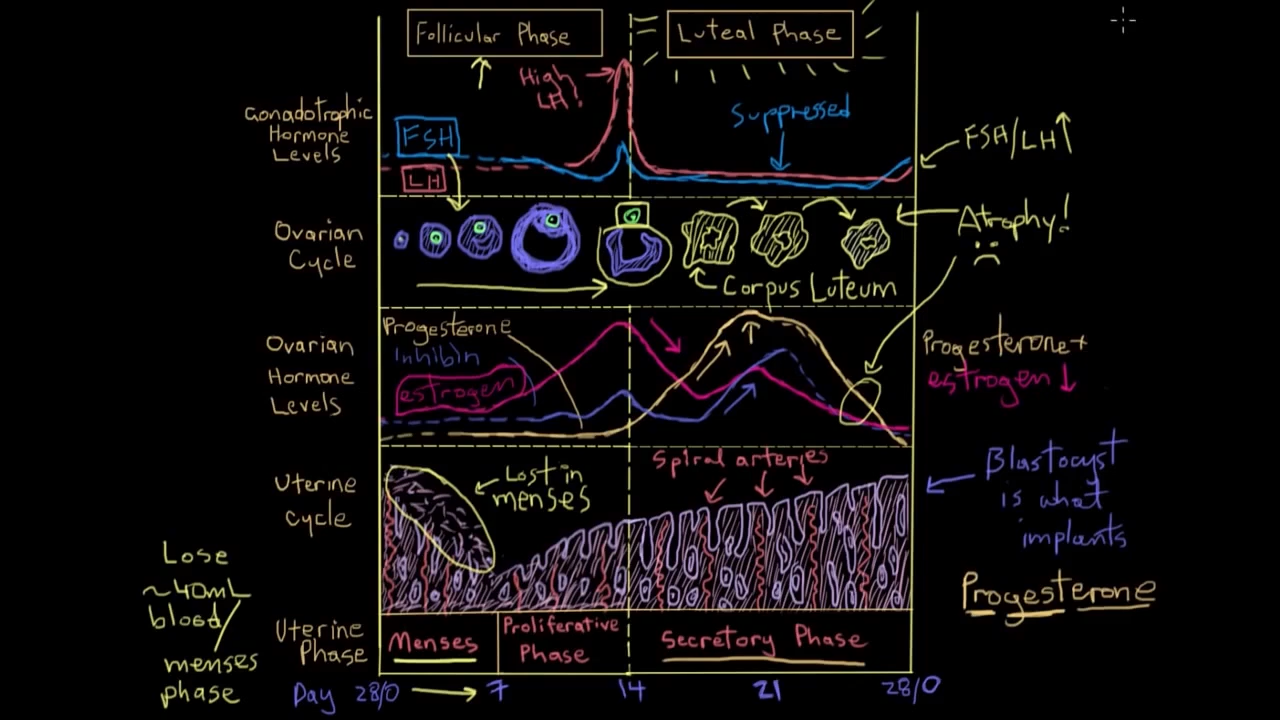 Follicular Phase
Luteal Phase
High
LH!
Gonadotrophic
Hormone
Levels
FSH
LH
Suppressed
FSH/LH↑
Ovarian
Cycle
Corpus Luteum
Atrophy!
Ovarian
Hormone
Levels
Progesterone
inhibin
estrogen
Progesterone +
estrogen ↓
Uterine
Cycle
Lost in
menses
Spiral arteries
Blastocyst
is what
implants
Progesterone
Lose
~40mL
blood/
menses
phase
Uterine
Phase
Menses
Proliferative
Phase
Secretory Phase
Day 28/0 → 7 14 21 28/0